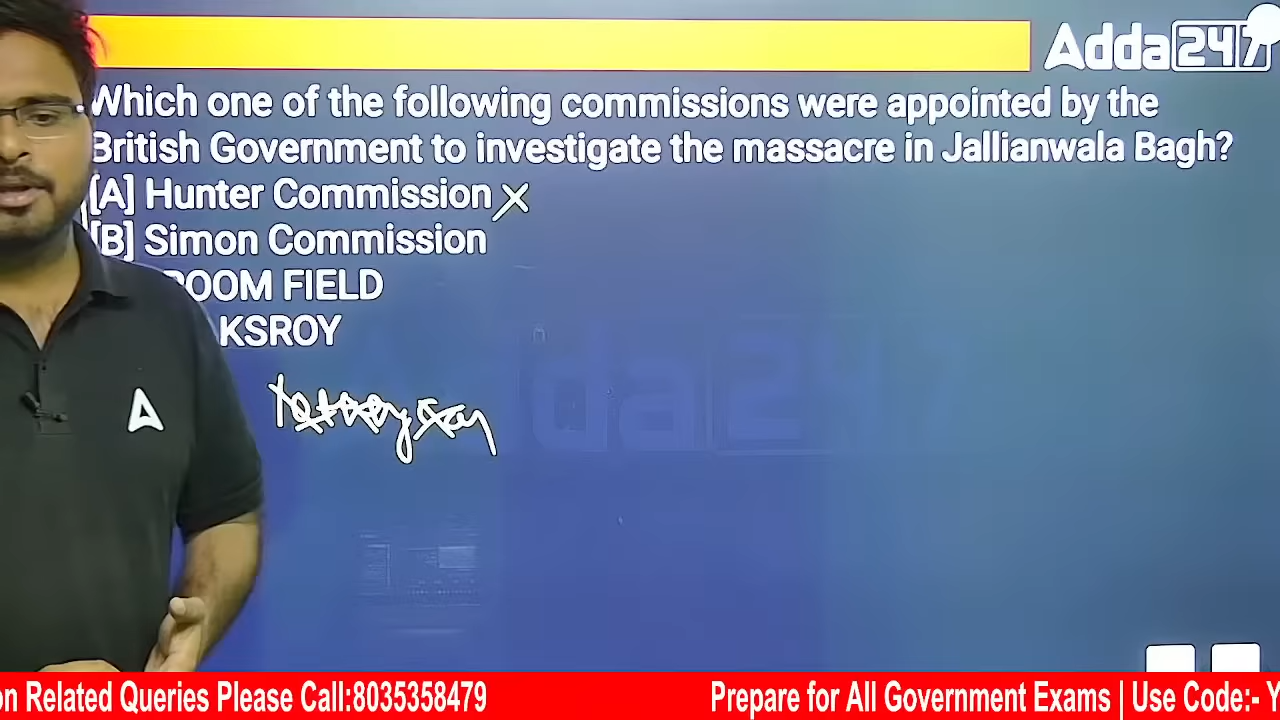 Adda247
Which one of the following commissions were appointed by the
British Government to investigate the massacre in Jallianwala Bagh?
[A] Hunter Commission
[B] Simon Commission
FIELD
KSROY
on Related Queries Please Call:8035358479
Prepare for All Government Exams | Use Code:- Y